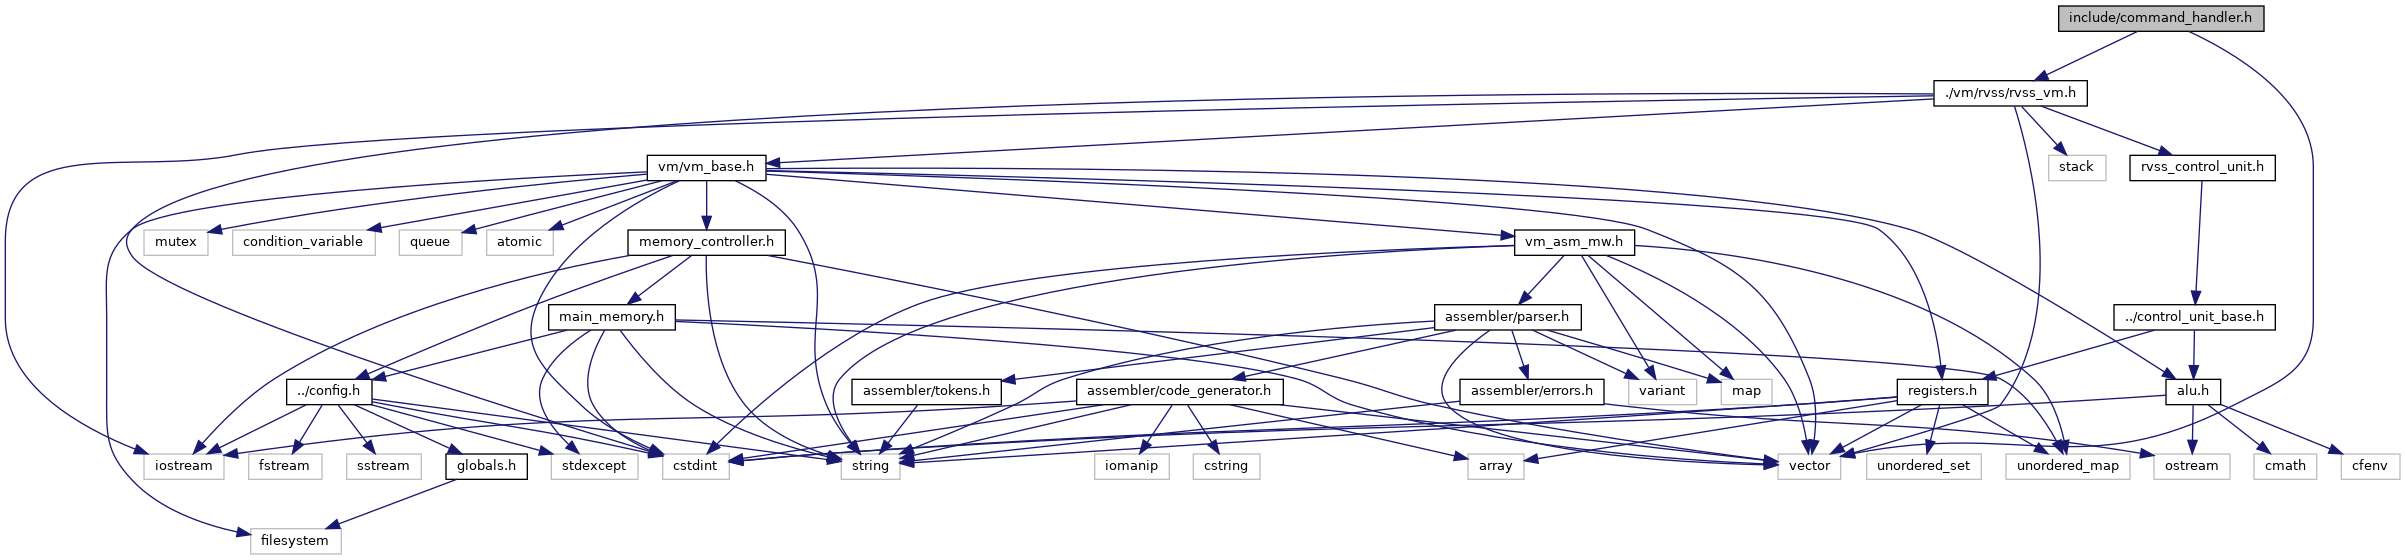 include/command_handler.h
./vm/rvss/rvss_vm.h
vm/vm_base.h
stack
rvss_control_unit.h
mutex
condition_variable
queue
atomic
memory_controller.h
vm_asm_mw.h
main_memory.h
assembler/parser.h
../control_unit_base.h
../config.h
assembler/tokens.h
assembler/code_generator.h
assembler/errors.h
variant
map
registers.h
alu.h
iostream
fstream
sstream
globals.h
stdexcept
cstdint
string
iomanip
cstring
array
vector
unordered_set
unordered_map
ostream
cmath
cfenv
filesystem